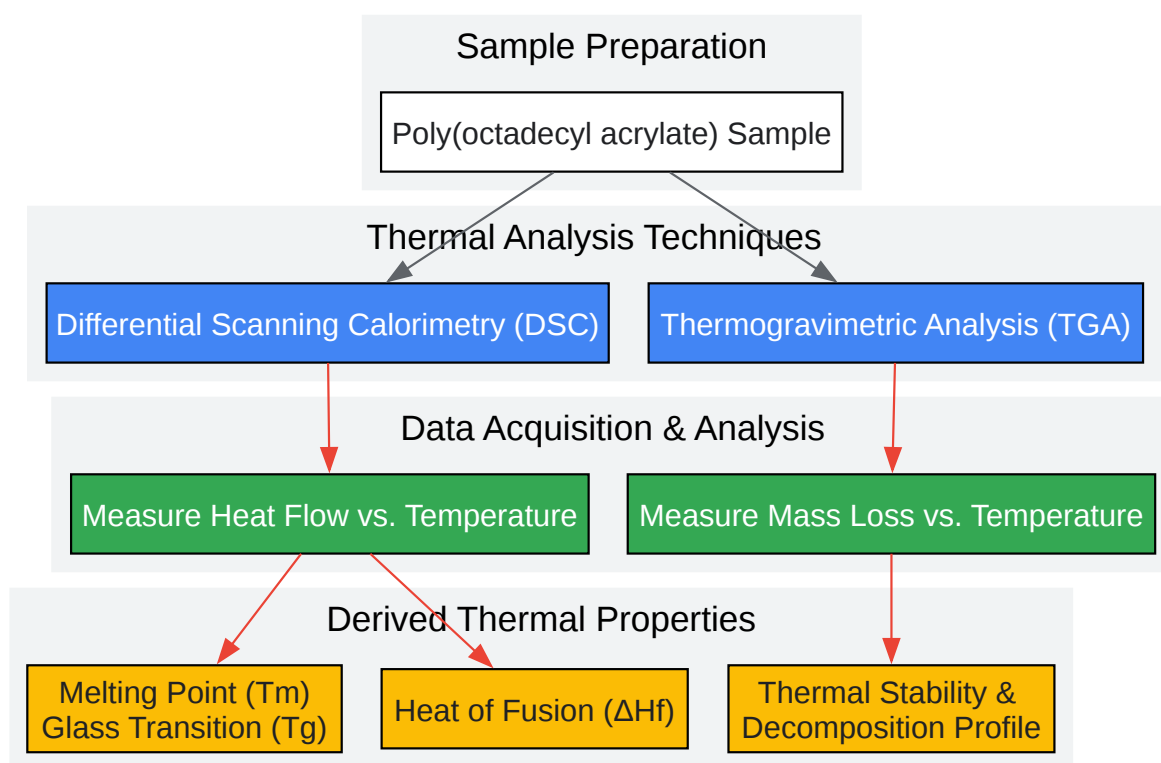 Sample Preparation
Poly(octadecyl acrylate) Sample
Thermal Analysis Techniques
Differential Scanning Calorimetry (DSC)
Thermogravimetric Analysis (TGA)
Data Acquisition & Analysis
Measure Heat Flow vs. Temperature
Measure Mass Loss vs. Temperature
Derived Thermal Properties
Melting Point (Tm)
Glass Transition (Tg)
Heat of Fusion (ΔHf)
Thermal Stability &
Decomposition Profile